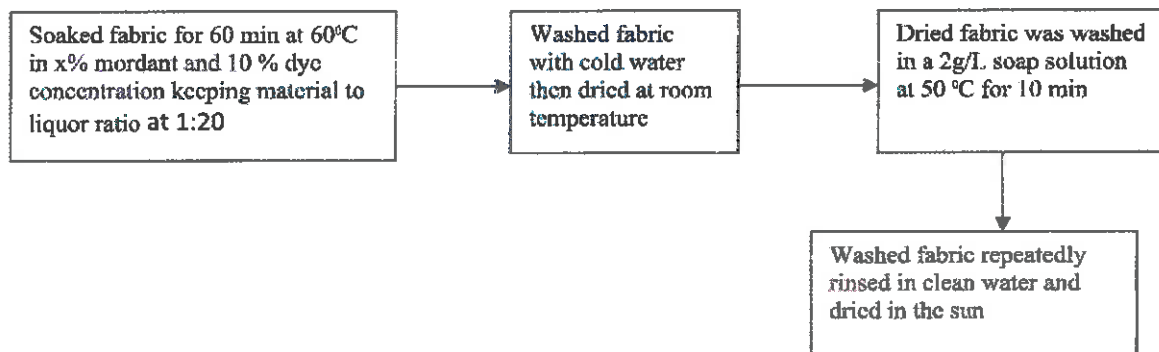 Soaked fabric for 60 min at 60⁰C
in x% mordant and 10 % dye
concentration keeping material to
liquor ratio at 1:20
Washed fabric
with cold water
then dried at room
temperature
Dried fabric was washed
in a 2g/L soap solution
at 50 ⁰C for 10 min
Washed fabric repeatedly
rinsed in clean water and
dried in the sun